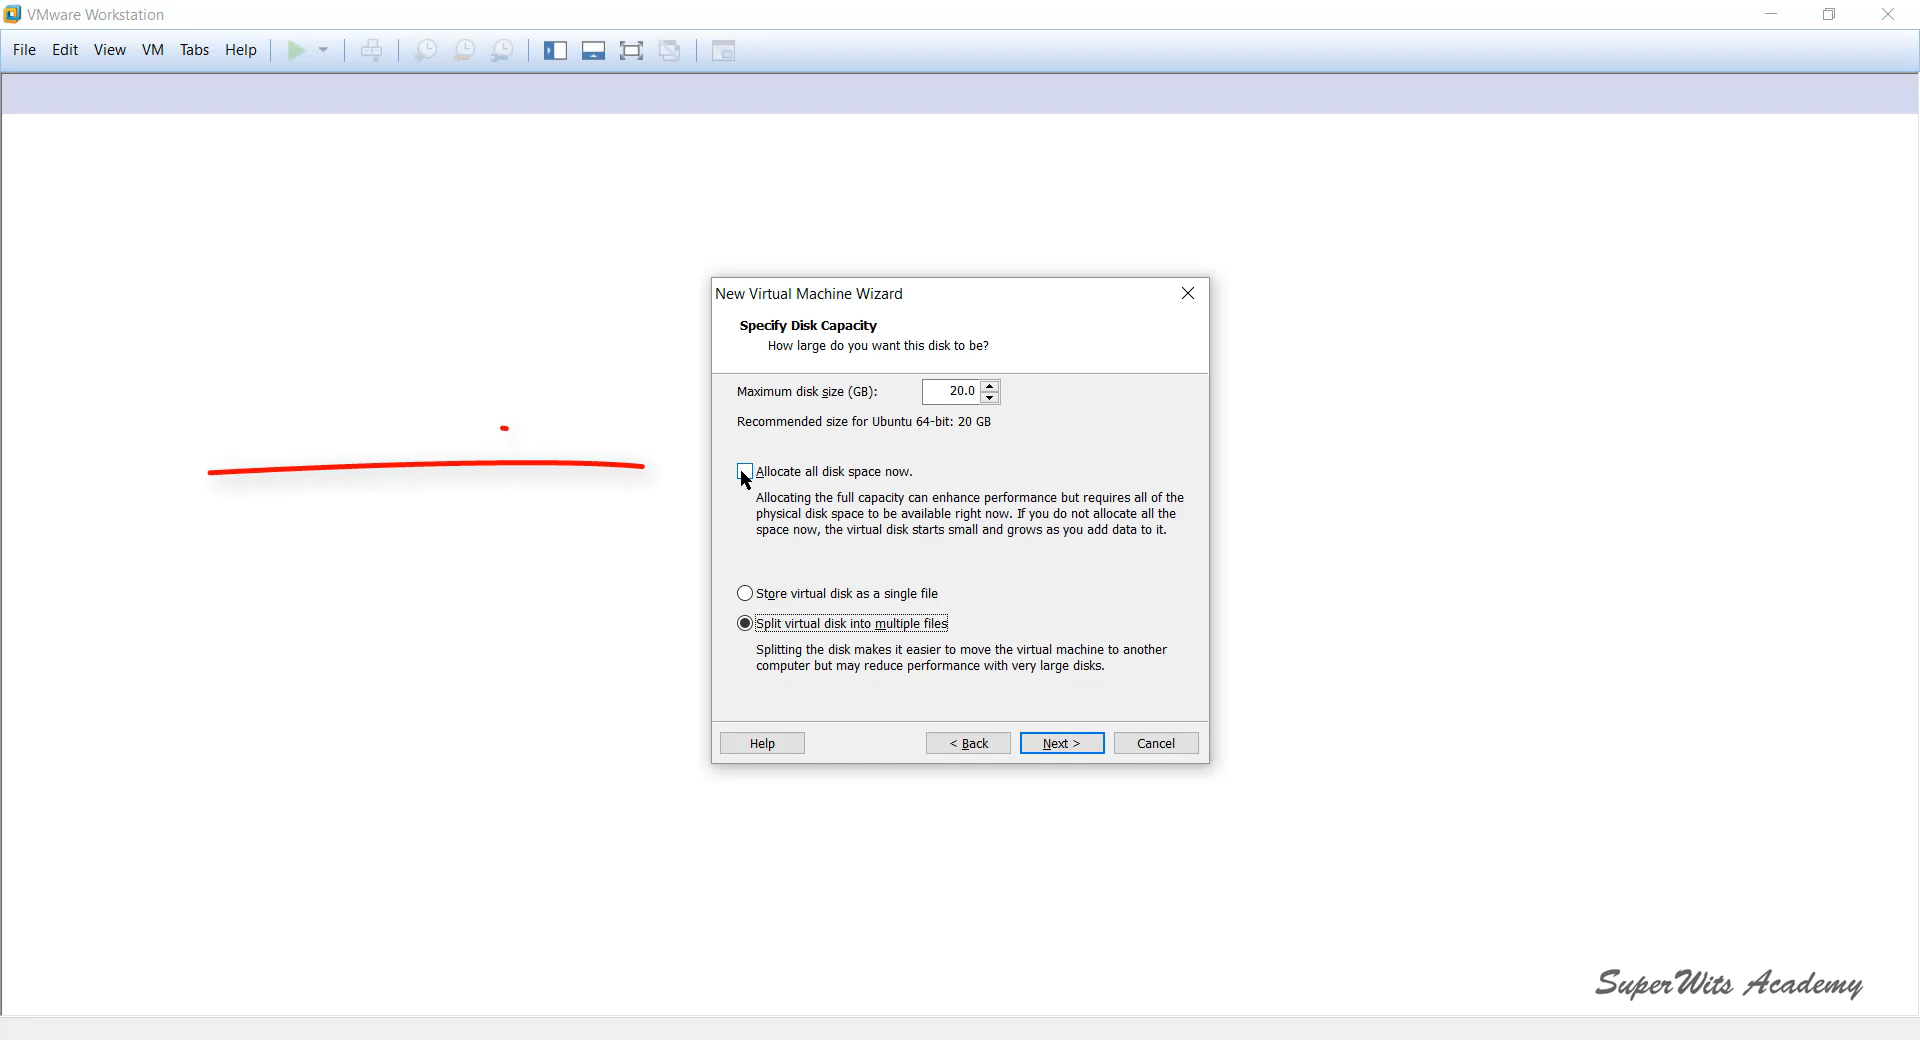 VMware Workstation
File Edit View VM Tabs Help
New Virtual Machine Wizard
Specify Disk Capacity
How large do you want this disk to be?
Maximum disk size (GB): 20.0
Recommended size for Ubuntu 64-bit: 20 GB
Allocate all disk space now.
Allocating the full capacity can enhance performance but requires all of the
physical disk space to be available right now. If you do not allocate all the
space now, the virtual disk starts small and grows as you add data to it.
Store virtual disk as a single file
Split virtual disk into multiple files
Splitting the disk makes it easier to move the virtual machine to another
computer but may reduce performance with very large disks.
Help < Back Next > Cancel
SuperWits Academy